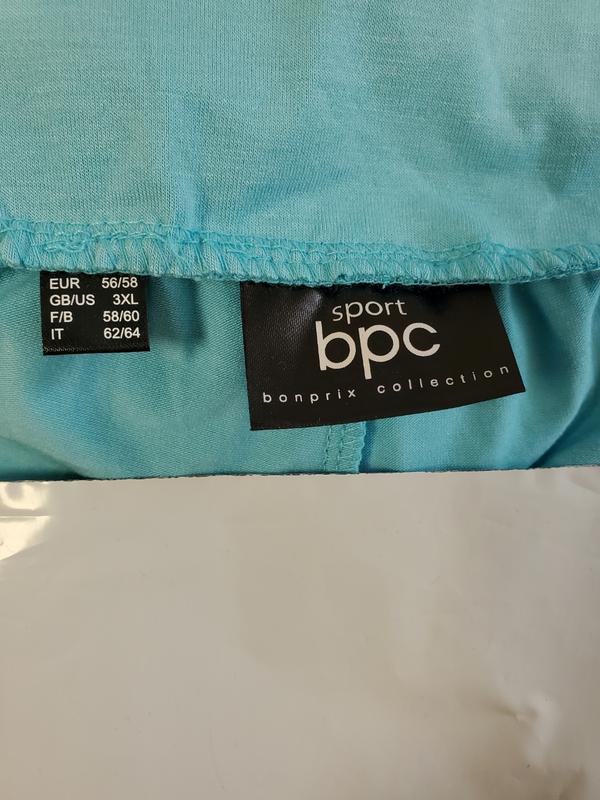 EUR 56/58
GB/US 3XL
F/B 58/60
IT 62/64
sport
bpc
bonprix collection